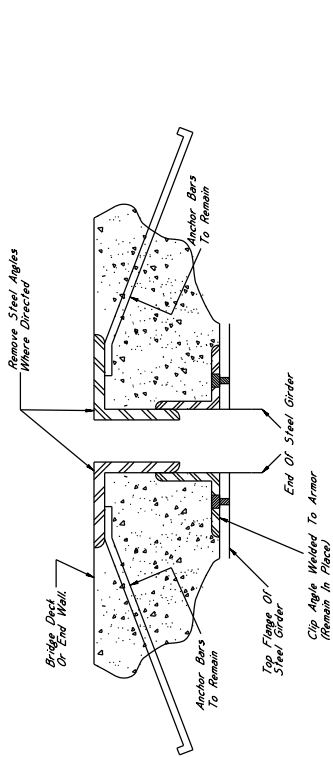 Remove Steel Angles
Where Directed
Bridge Deck
Or End Wall.
Anchor Bars
To Remain
Anchor Bars
To Remain
End Of Steel Girder
Top Flange Of
Steel Girder
Clip Angle Welded To Armor
(Remain In Place)